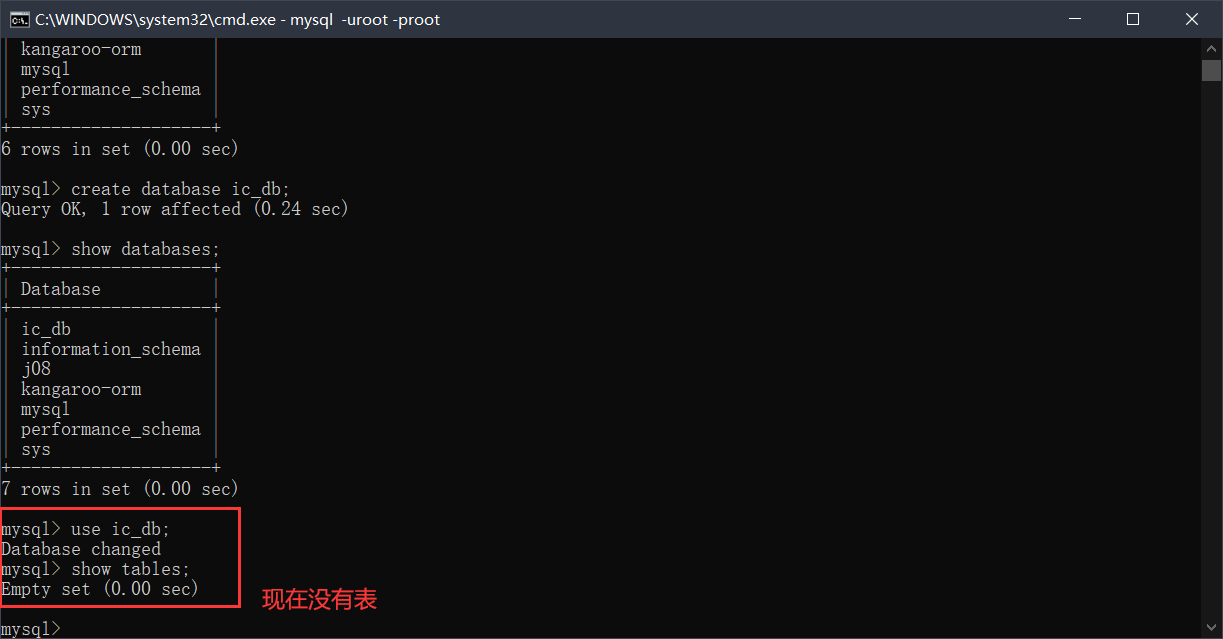 C:\WINDOWS\system32\cmd.exe - mysql  -uroot -proot
| kangaroo-orm       |
| mysql              |
| performance_schema |
| sys                |
+--------------------+
6 rows in set (0.00 sec)
mysql> create database ic_db;
Query OK, 1 row affected (0.24 sec)
mysql> show databases;
+--------------------+
| Database           |
+--------------------+
| ic_db              |
| information_schema |
| j08                |
| kangaroo-orm       |
| mysql              |
| performance_schema |
| sys                |
+--------------------+
7 rows in set (0.00 sec)
mysql> use ic_db;
Database changed
mysql> show tables;
Empty set (0.00 sec)
现在没有表
mysql>